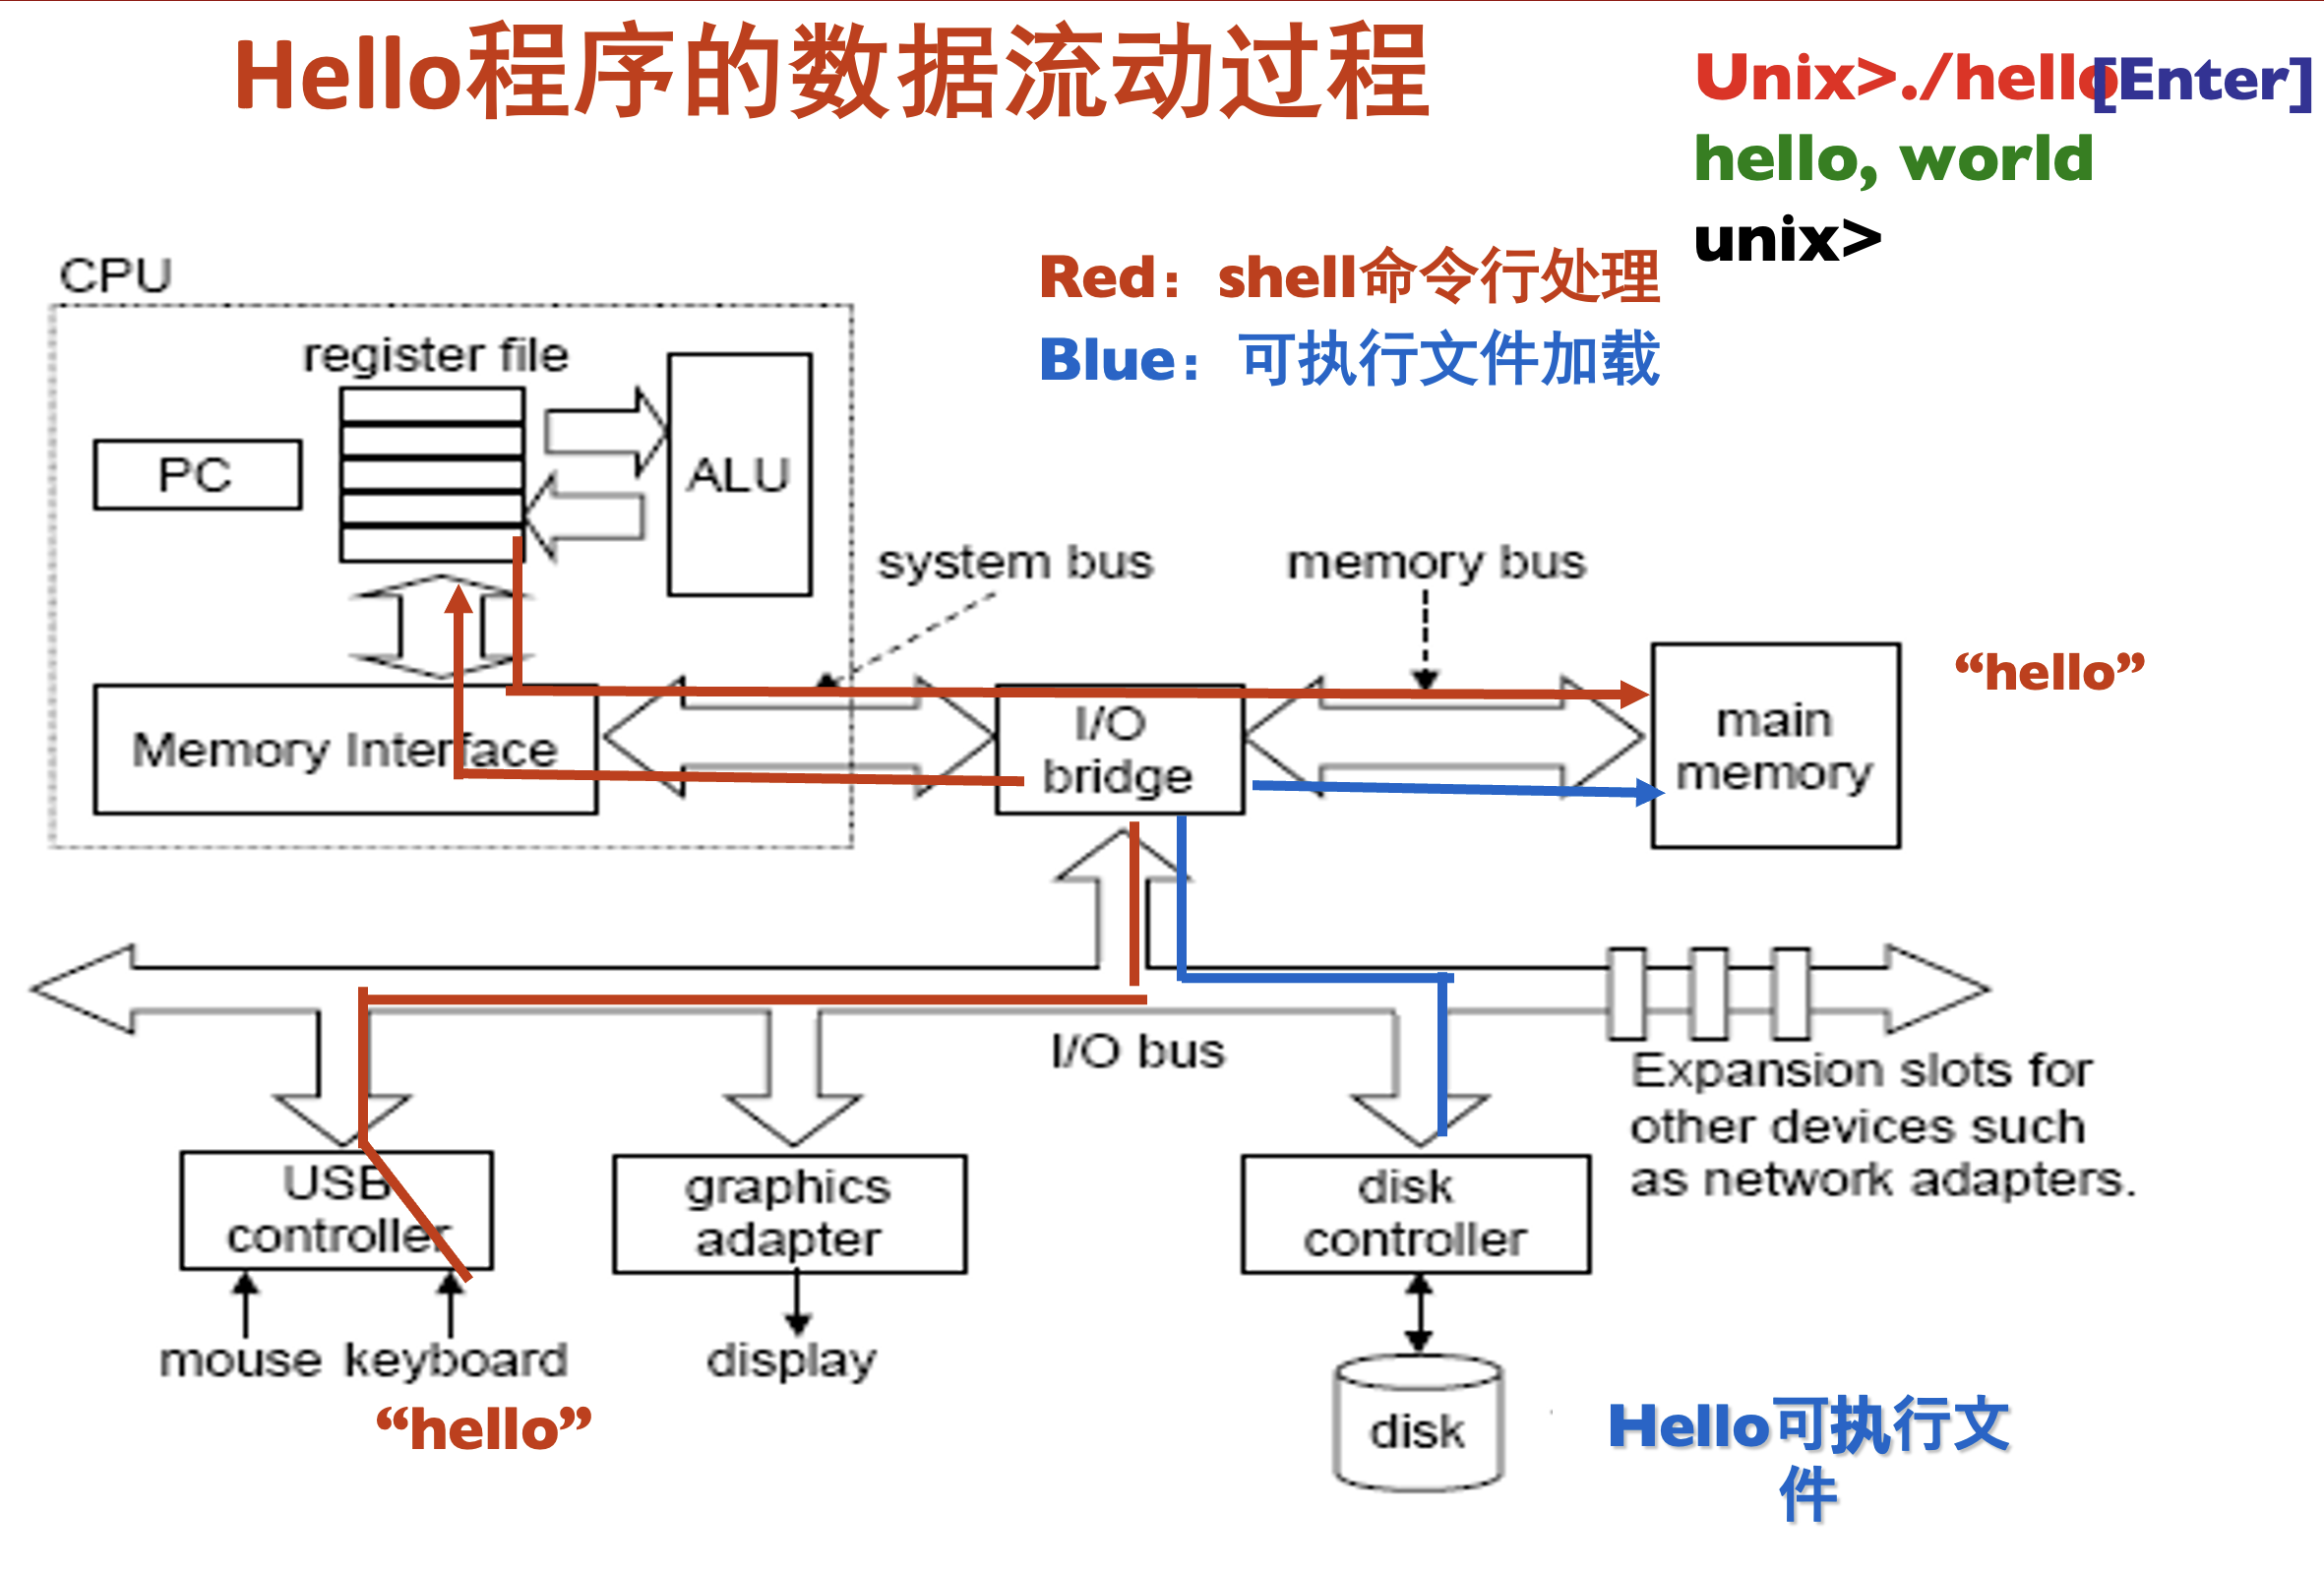 Hello程序的数据流动过程
Unix>./hello[Enter]
hello, world
unix>
Red：shell命令行处理
Blue：可执行文件加载
CPU
register file
PC
ALU
system bus
memory bus
Memory Interface
I/O
bridge
main
memory
“hello”
I/O bus
Expansion slots for
other devices such
as network adapters.
USB
controller
graphics
adapter
disk
controller
mouse
keyboard
display
“hello”
disk
Hello可执行文
件